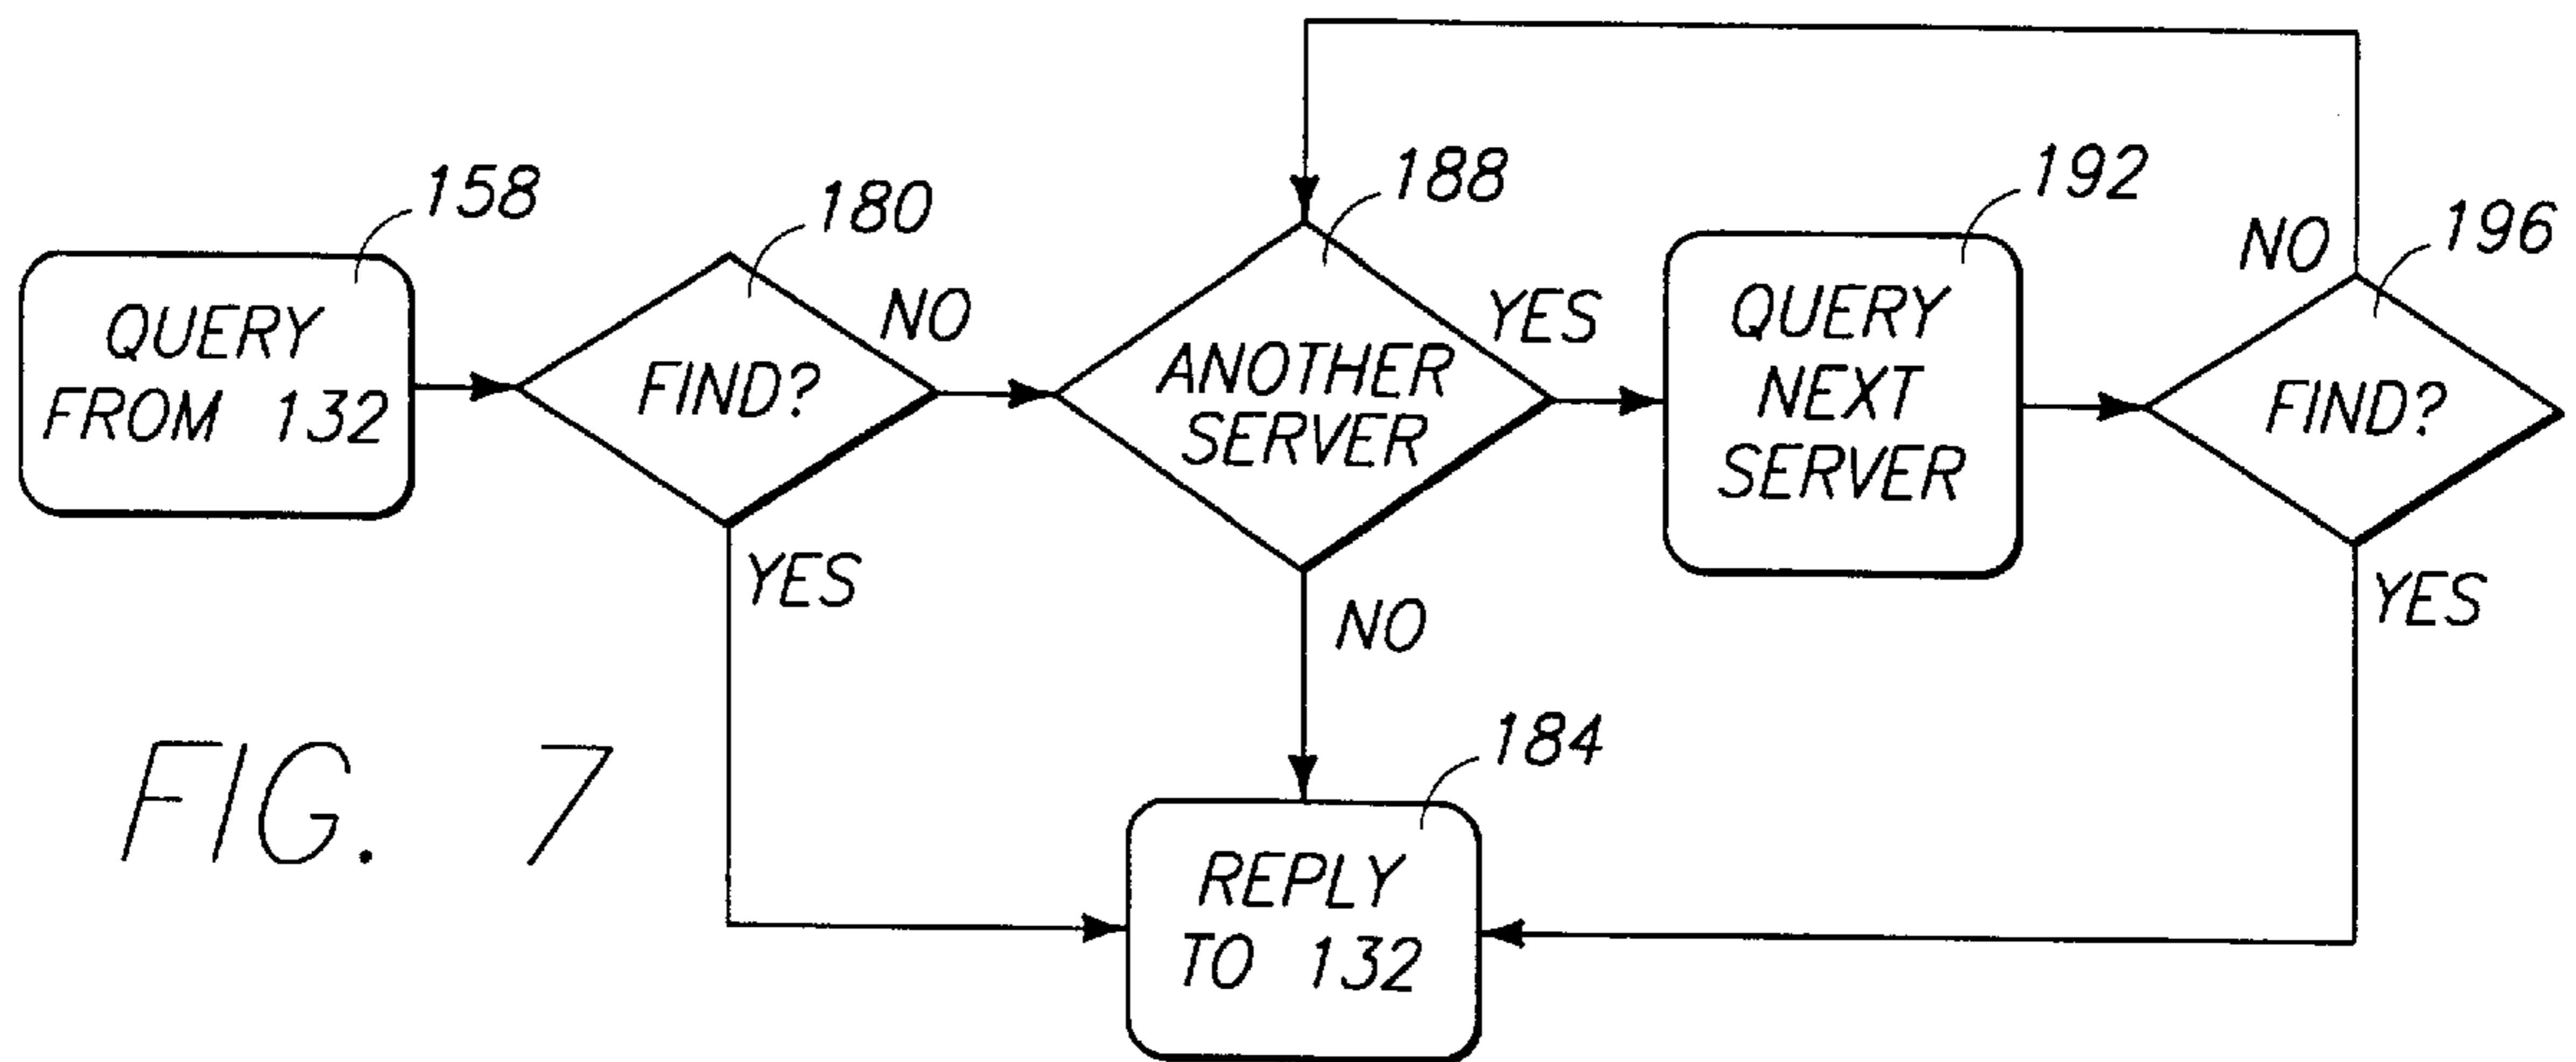 158
QUERY
FROM 132
180
FIND?
NO
YES
188
ANOTHER
SERVER
YES
NO
192
QUERY
NEXT
SERVER
196
NO
FIND?
YES
184
REPLY
TO 132
FIG. 7